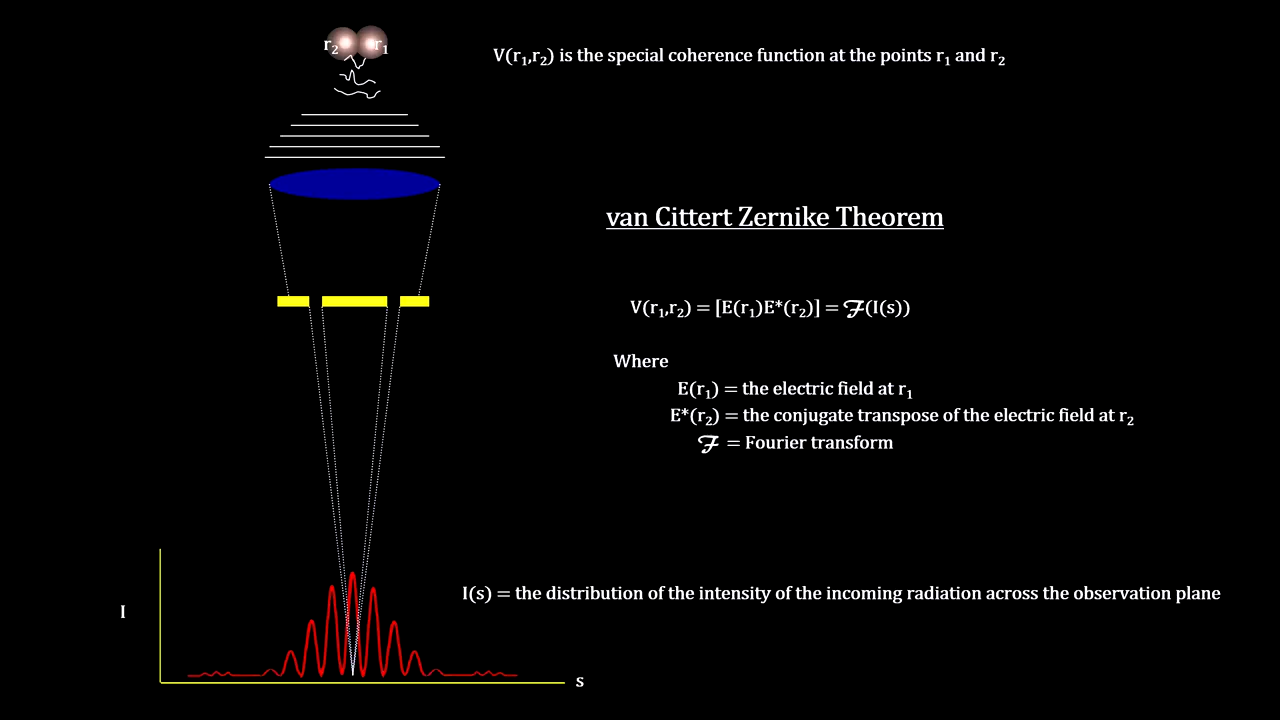 r₂ r₁
V(r₁,r₂) is the special coherence function at the points r₁ and r₂
van Cittert Zernike Theorem
V(r₁,r₂) = [E(r₁)E*(r₂)] = ℱ(I(s))
Where
E(r₁) = the electric field at r₁
E*(r₂) = the conjugate transpose of the electric field at r₂
ℱ = Fourier transform
I(s) = the distribution of the intensity of the incoming radiation across the observation plane
I
s